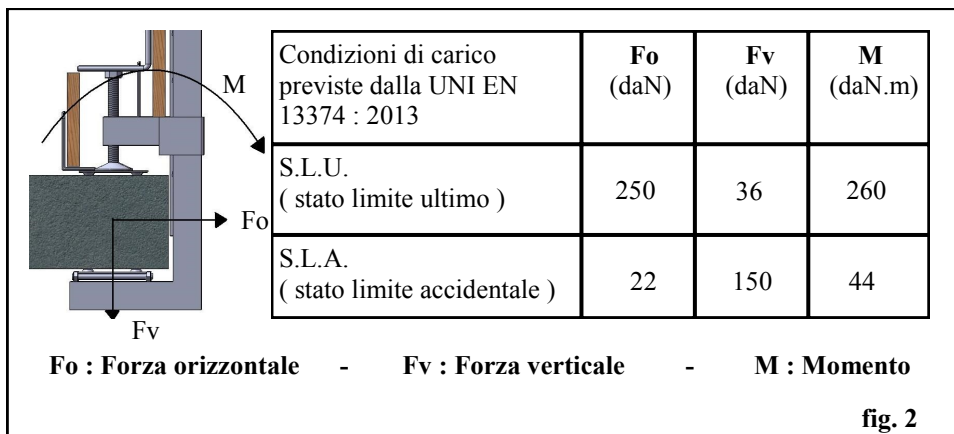 M
Fo
Fv
Condizioni di carico
previste dalla UNI EN
13374 : 2013
Fo
(daN)
Fv
(daN)
M
(daN.m)
S.L.U.
( stato limite ultimo )
250
36
260
S.L.A.
( stato limite accidentale )
22
150
44
Fo : Forza orizzontale - Fv : Forza verticale - M : Momento
fig. 2